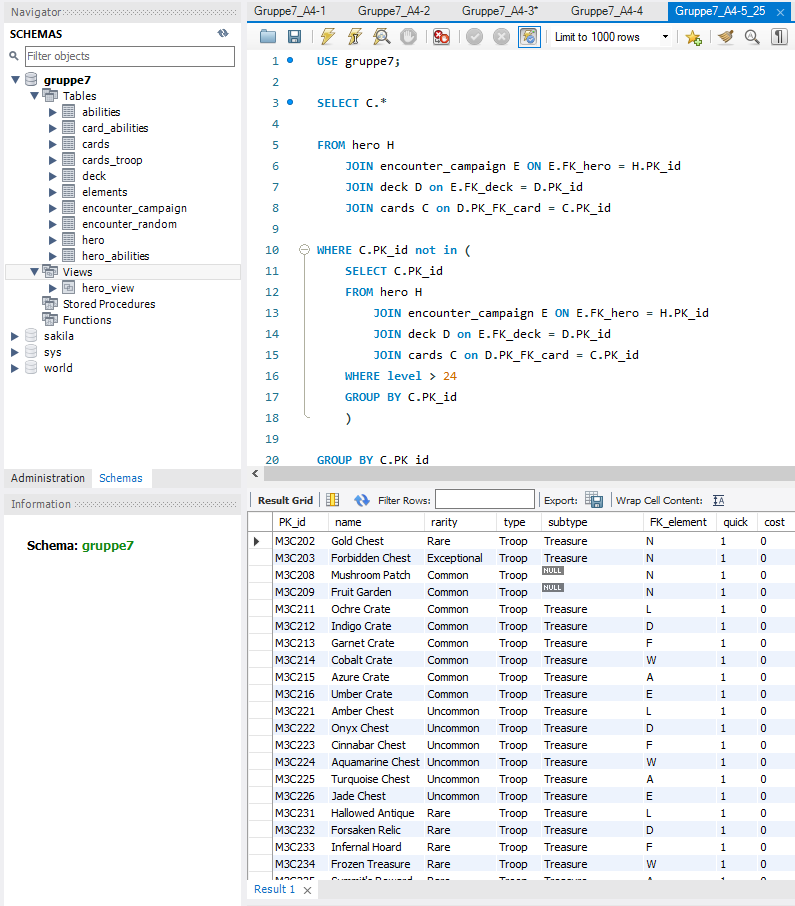 Navigator
SCHEMAS
Filter objects
gruppe7
Tables
abilities
card_abilities
cards
cards_troop
deck
elements
encounter_campaign
encounter_random
hero
hero_abilities
Views
hero_view
Stored Procedures
Functions
sakila
sys
world
Administration Schemas
Information
Schema: gruppe7
Gruppe7_A4-1 Gruppe7_A4-2 Gruppe7_A4-3* Gruppe7_A4-4 Gruppe7_A4-5_25
Limit to 1000 rows
1 USE gruppe7;
2
3 SELECT C.*
4
5 FROM hero H
6 JOIN encounter_campaign E ON E.FK_hero = H.PK_id
7 JOIN deck D on E.FK_deck = D.PK_id
8 JOIN cards C on D.PK_FK_card = C.PK_id
9
10 WHERE C.PK_id not in (
11 SELECT C.PK_id
12 FROM hero H
13 JOIN encounter_campaign E ON E.FK_hero = H.PK_id
14 JOIN deck D on E.FK_deck = D.PK_id
15 JOIN cards C on D.PK_FK_card = C.PK_id
16 WHERE level > 24
17 GROUP BY C.PK_id
18 )
19
20 GROUP BY C.PK_id
Result Grid Filter Rows: Export: Wrap Cell Content:
PK_id name rarity type subtype FK_element quick cost
M3C202 Gold Chest Rare Troop Treasure N 1 0
M3C203 Forbidden Chest Exceptional Troop Treasure N 1 0
M3C208 Mushroom Patch Common Troop NULL N 1 0
M3C209 Fruit Garden Common Troop NULL N 1 0
M3C211 Ochre Crate Common Troop Treasure L 1 0
M3C212 Indigo Crate Common Troop Treasure D 1 0
M3C213 Garnet Crate Common Troop Treasure F 1 0
M3C214 Cobalt Crate Common Troop Treasure W 1 0
M3C215 Azure Crate Common Troop Treasure A 1 0
M3C216 Umber Crate Common Troop Treasure E 1 0
M3C221 Amber Chest Uncommon Troop Treasure L 1 0
M3C222 Onyx Chest Uncommon Troop Treasure D 1 0
M3C223 Cinnabar Chest Uncommon Troop Treasure F 1 0
M3C224 Aquamarine Chest Uncommon Troop Treasure W 1 0
M3C225 Turquoise Chest Uncommon Troop Treasure A 1 0
M3C226 Jade Chest Uncommon Troop Treasure E 1 0
M3C231 Hallowed Antique Rare Troop Treasure L 1 0
M3C232 Forsaken Relic Rare Troop Treasure D 1 0
M3C233 Infernal Hoard Rare Troop Treasure F 1 0
M3C234 Frozen Treasure Rare Troop Treasure W 1 0
Result 1